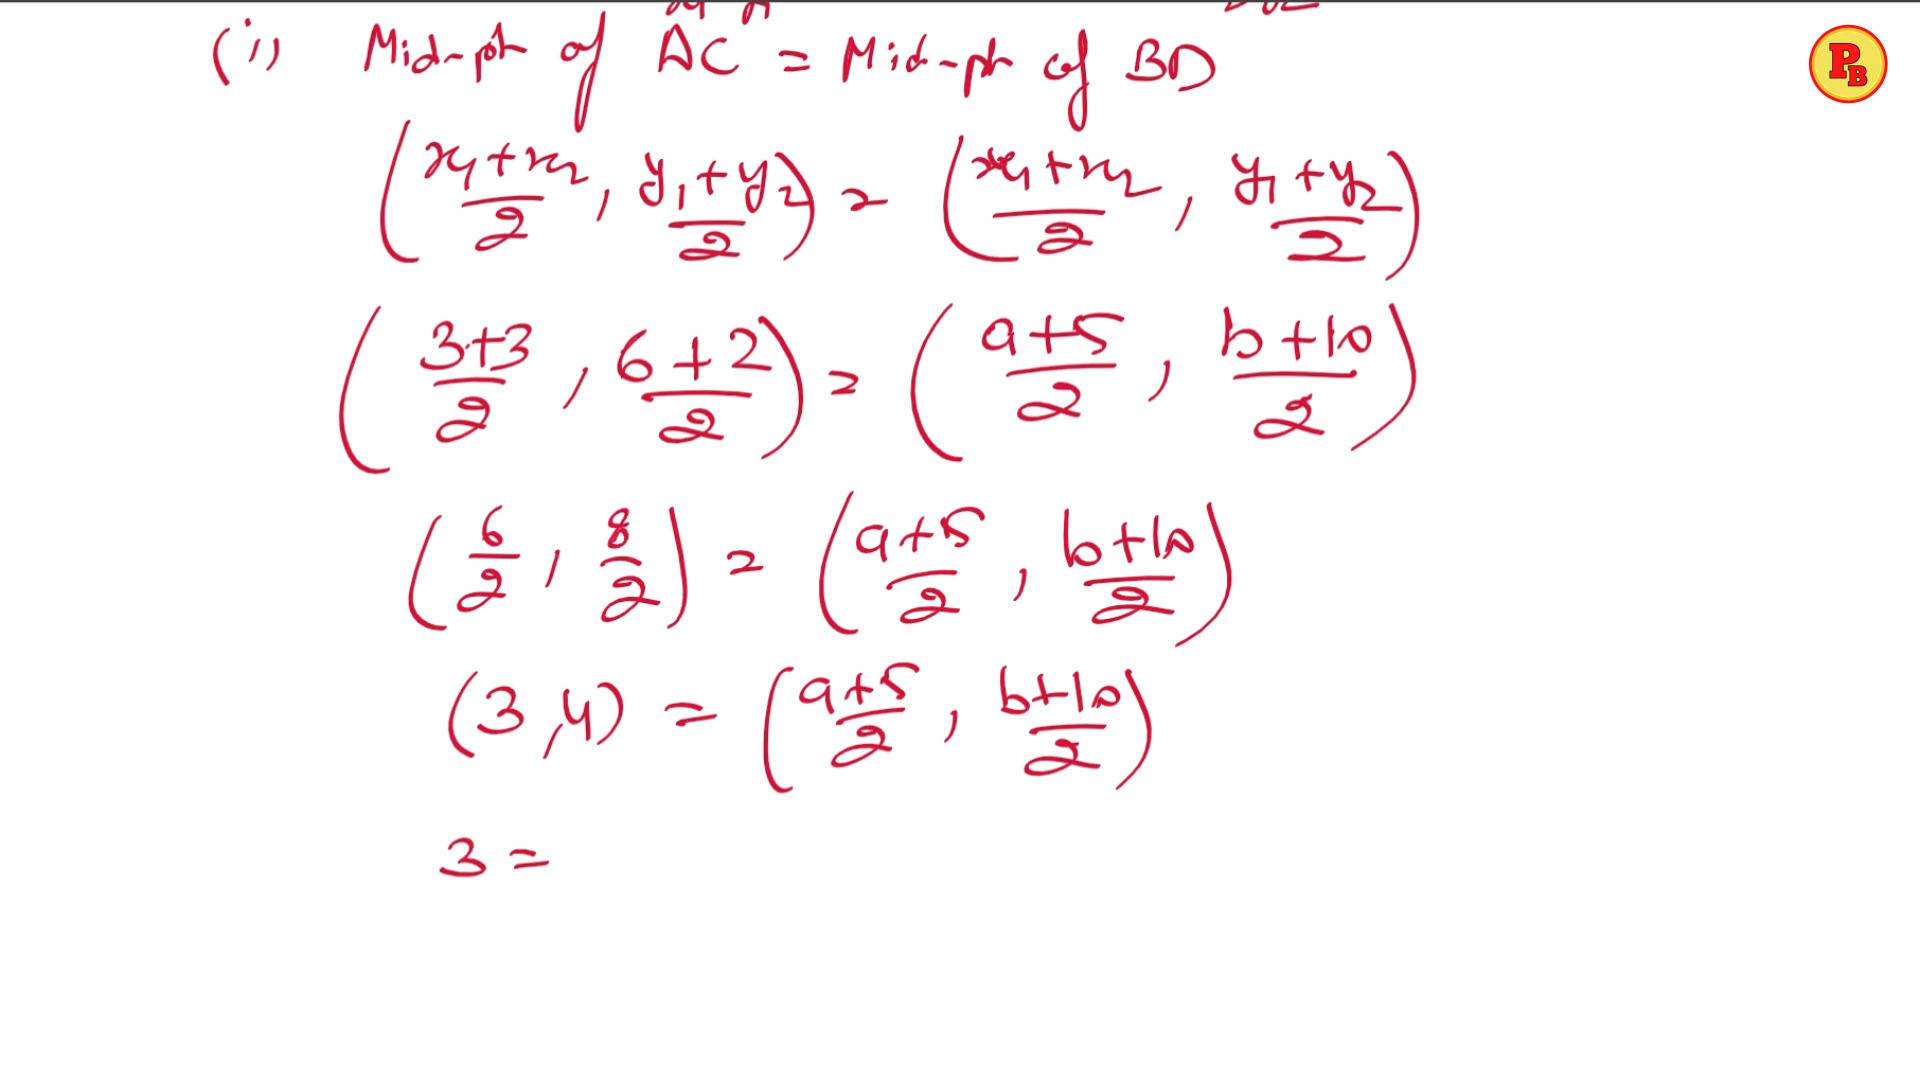 (i) Mid-pt of AC = Mid-pt of BD
PB
(x₁+x₂/2, y₁+y₂/2) = (x₁+x₂/2, y₁+y₂/2)
(3+3/2, 6+2/2) = (a+5/2, b+10/2)
(6/2, 8/2) = (a+5/2, b+10/2)
(3,4) = (a+5/2, b+10/2)
3 =